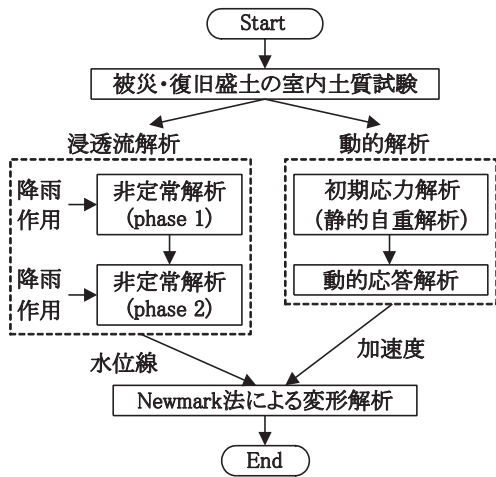 Start
被災・復旧盛土の室内土質試験
浸透流解析
降雨
作用
非定常解析
(phase 1)
降雨
作用
非定常解析
(phase 2)
動的解析
初期応力解析
(静的自重解析)
動的応答解析
水位線
加速度
Newmark法による変形解析
End